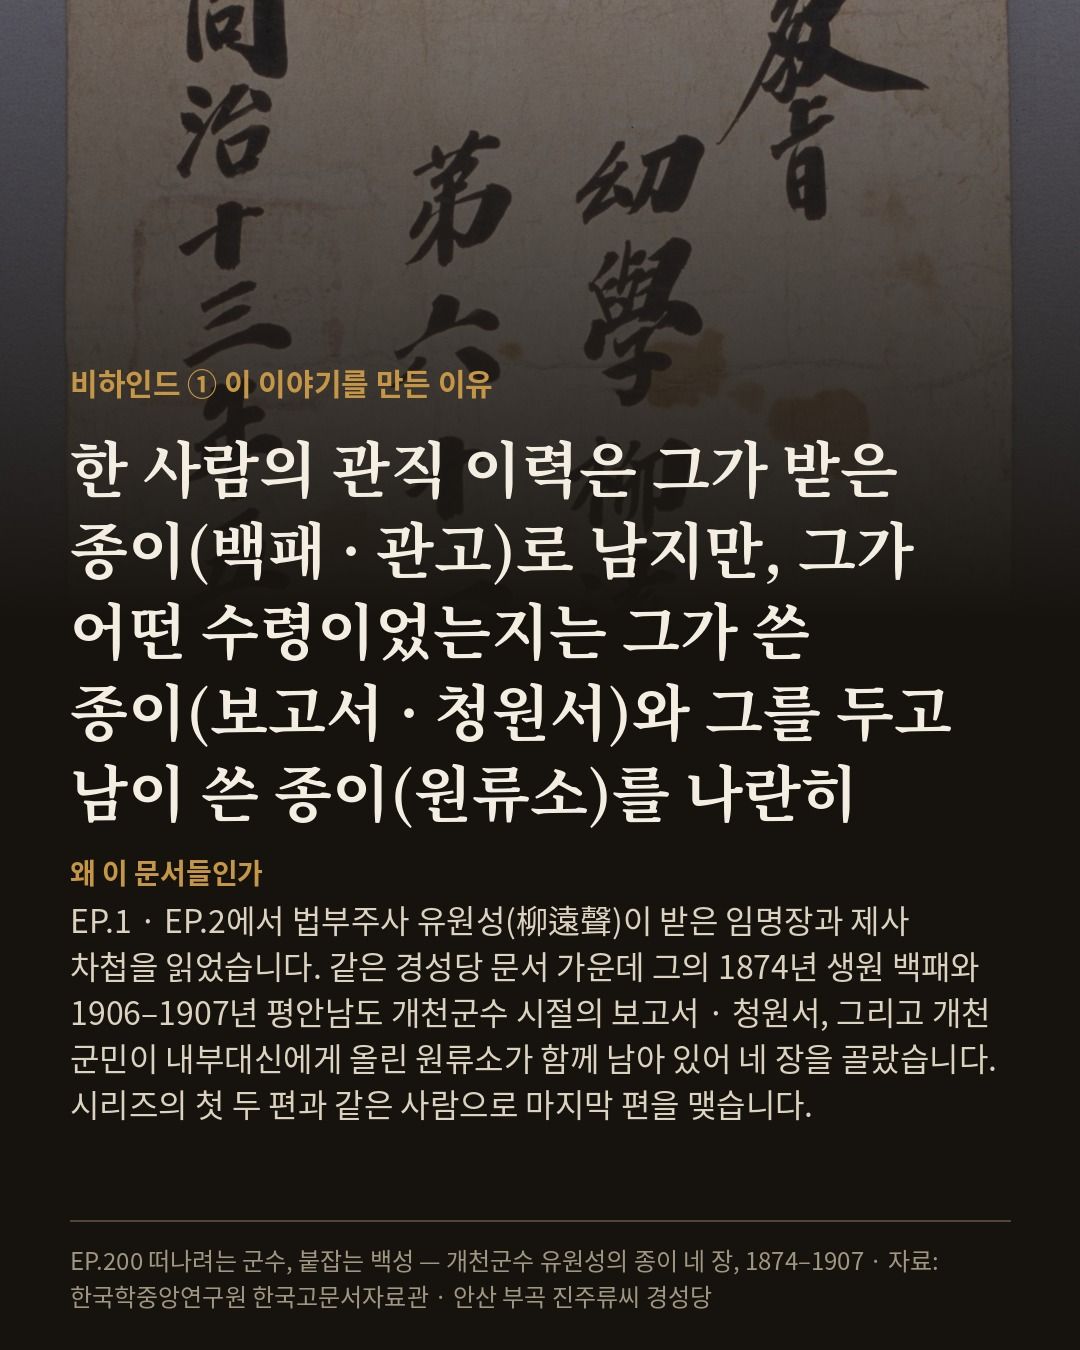 敎旨
幼學柳
第六
同治十三年
비하인드 ① 이 이야기를 만든 이유
한 사람의 관직 이력은 그가 받은
종이(백패 · 관고)로 남지만, 그가
어떤 수령이었는지는 그가 쓴
종이(보고서 · 청원서)와 그를 두고
남이 쓴 종이(원류소)를 나란히
왜 이 문서들인가
EP.1 · EP.2에서 법부주사 유원성(柳遠聲)이 받은 임명장과 제사
차첩을 읽었습니다. 같은 경성당 문서 가운데 그의 1874년 생원 백패와
1906–1907년 평안남도 개천군수 시절의 보고서 · 청원서, 그리고 개천
군민이 내부대신에게 올린 원류소가 함께 남아 있어 네 장을 골랐습니다.
시리즈의 첫 두 편과 같은 사람으로 마지막 편을 맺습니다.
EP.200 떠나려는 군수, 붙잡는 백성 — 개천군수 유원성의 종이 네 장, 1874–1907 · 자료:
한국학중앙연구원 한국고문서자료관 · 안산 부곡 진주류씨 경성당